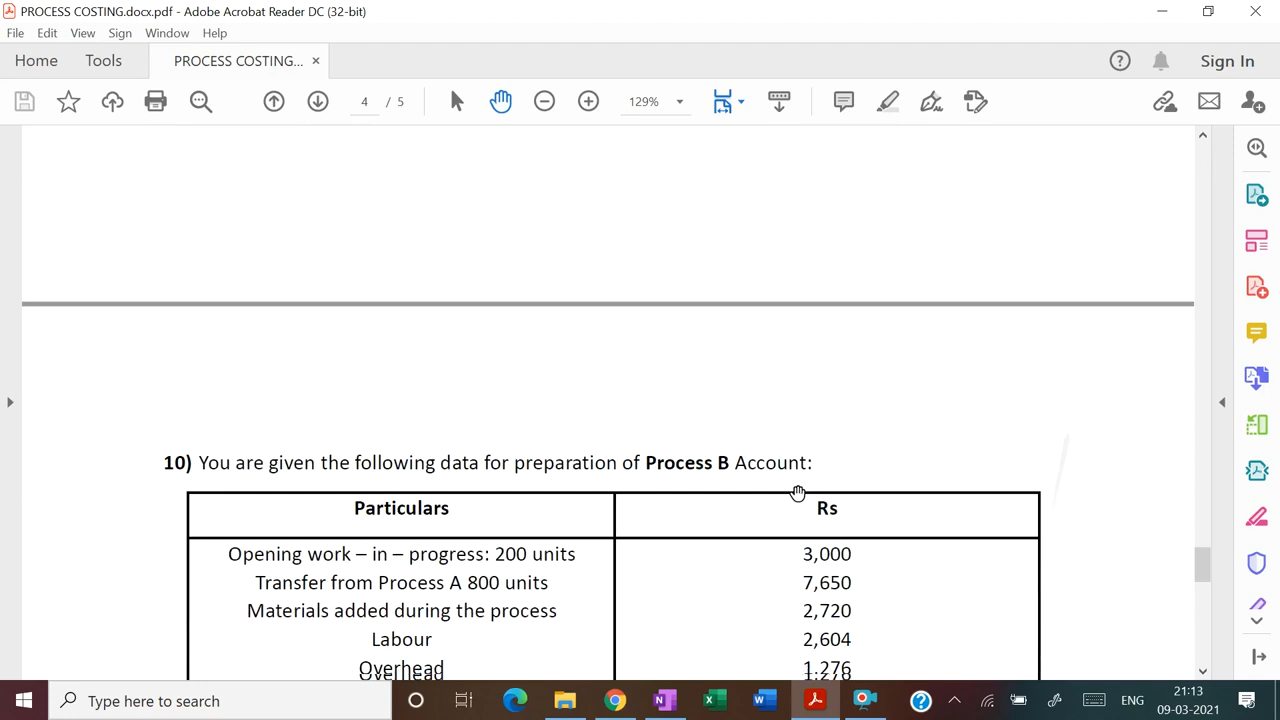 PROCESS COSTING.docx.pdf - Adobe Acrobat Reader DC (32-bit)
File Edit View Sign Window Help
Home Tools PROCESS COSTING... × Sign In
4 / 5 129%
10) You are given the following data for preparation of Process B Account:
Particulars Rs
Opening work – in – progress: 200 units 3,000
Transfer from Process A 800 units 7,650
Materials added during the process 2,720
Labour 2,604
Overhead 1,276
Type here to search ENG 21:13
09-03-2021